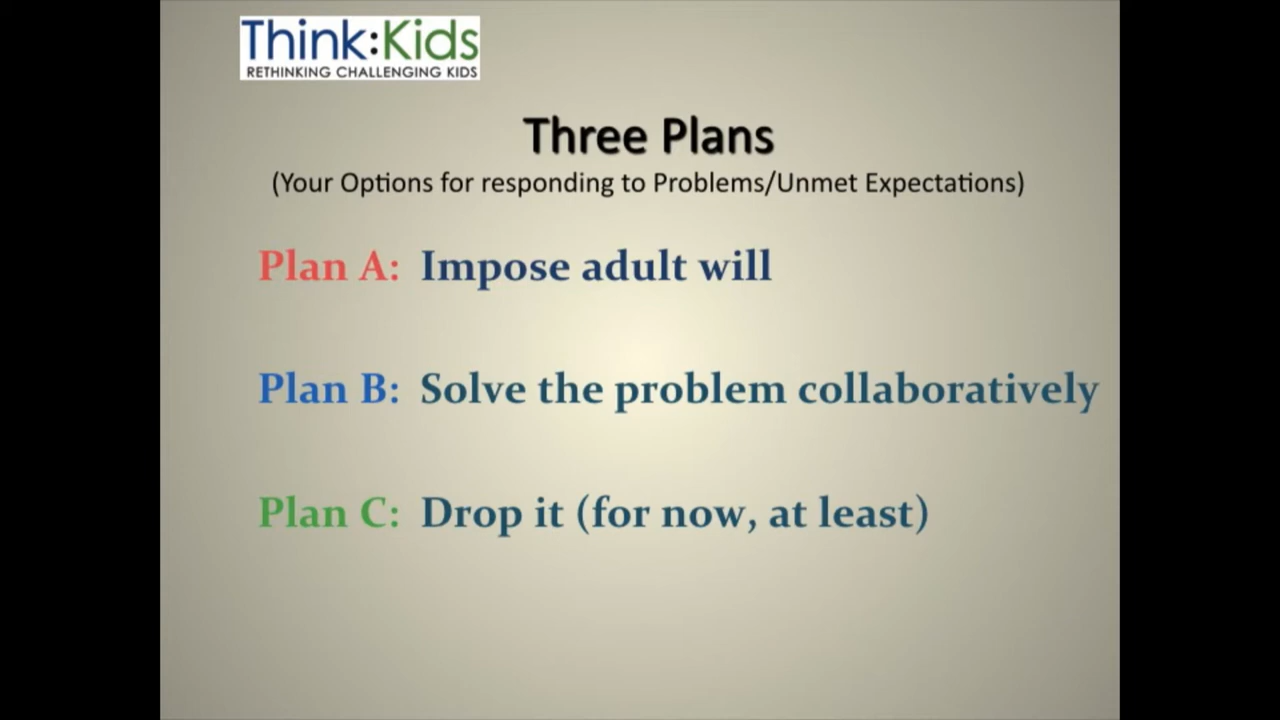 Think:Kids
RETHINKING CHALLENGING KIDS
Three Plans
(Your Options for responding to Problems/Unmet Expectations)
Plan A: Impose adult will
Plan B: Solve the problem collaboratively
Plan C: Drop it (for now, at least)